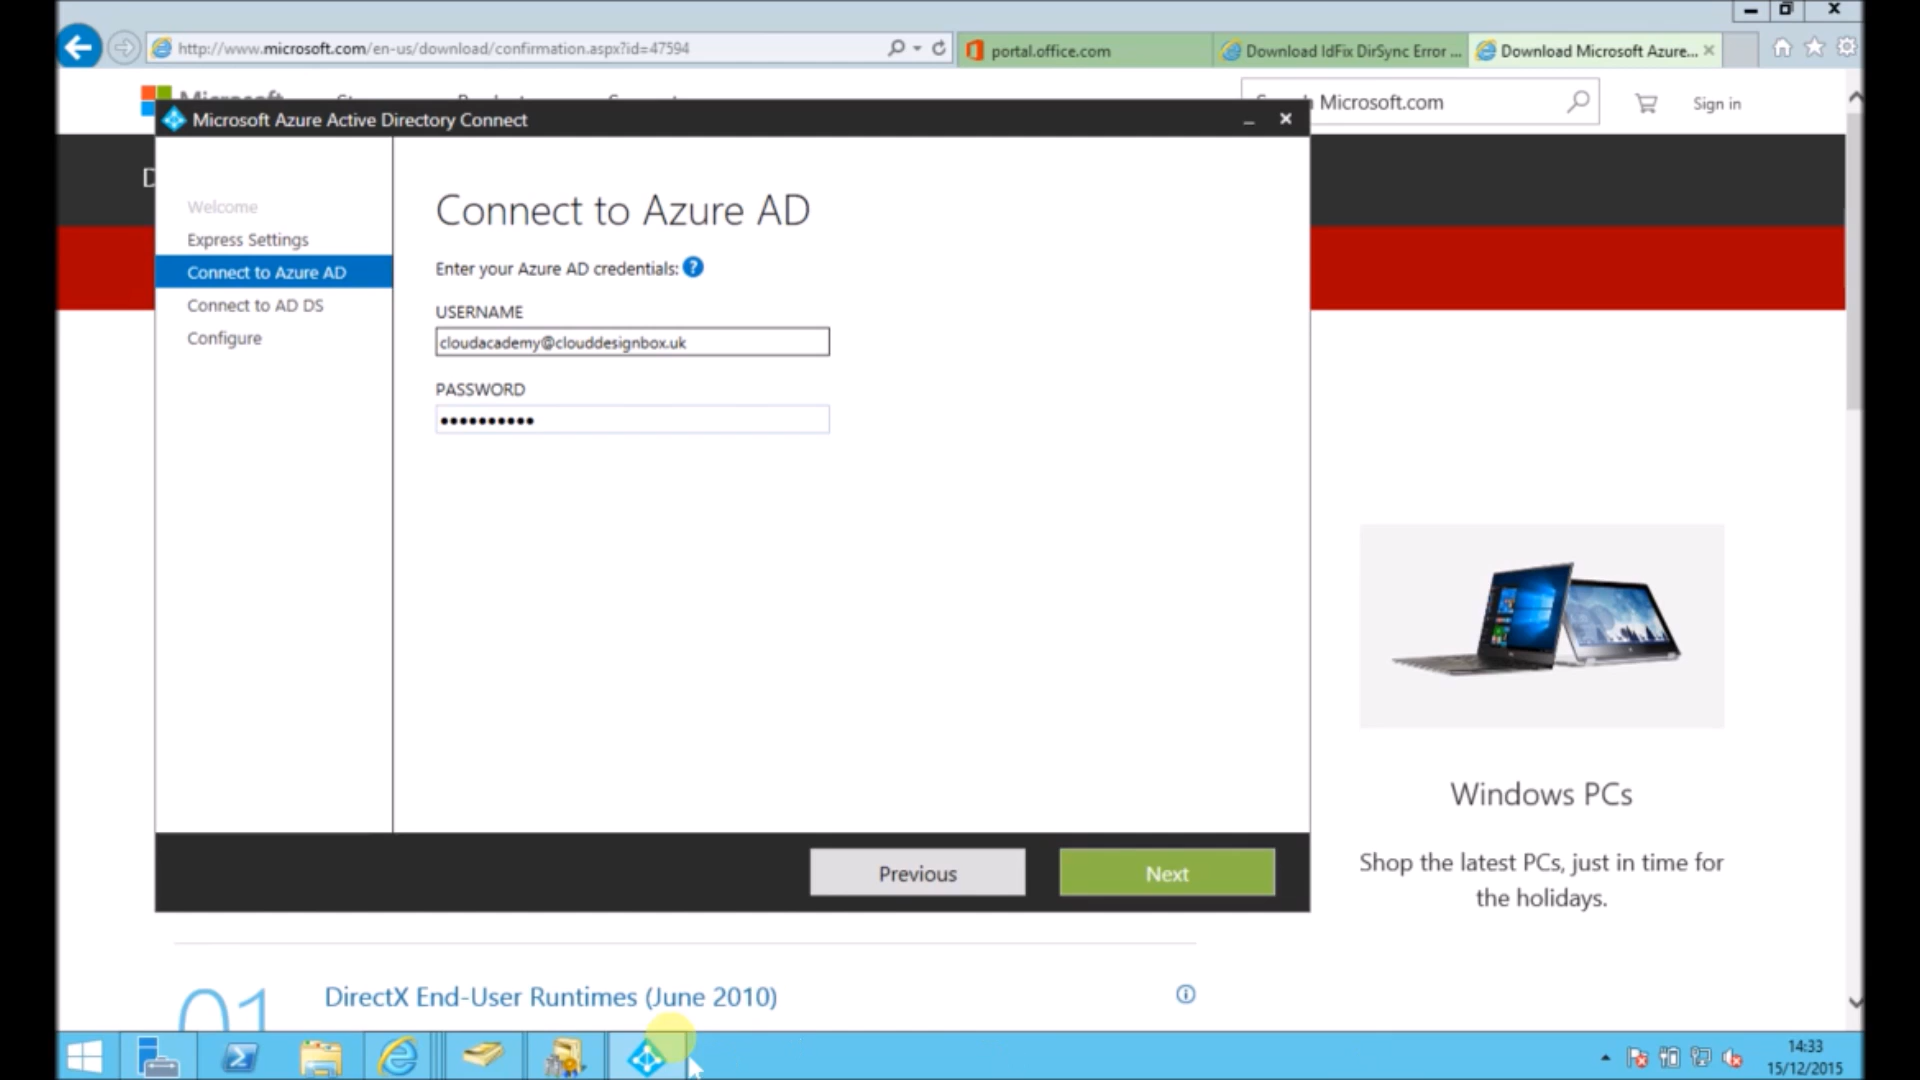 http://www.microsoft.com/en-us/download/confirmation.aspx?id=47594
portal.office.com
Download IdFix DirSync Error ...
Download Microsoft Azure...
Microsoft.com
Sign in
Microsoft Azure Active Directory Connect
Welcome
Express Settings
Connect to Azure AD
Connect to AD DS
Configure
Connect to Azure AD
Enter your Azure AD credentials:
?
USERNAME
cloudacademy@clouddesignbox.uk
PASSWORD
••••••••••
Previous
Next
Windows PCs
Shop the latest PCs, just in time for
the holidays.
01
DirectX End-User Runtimes (June 2010)
14:33
15/12/2015